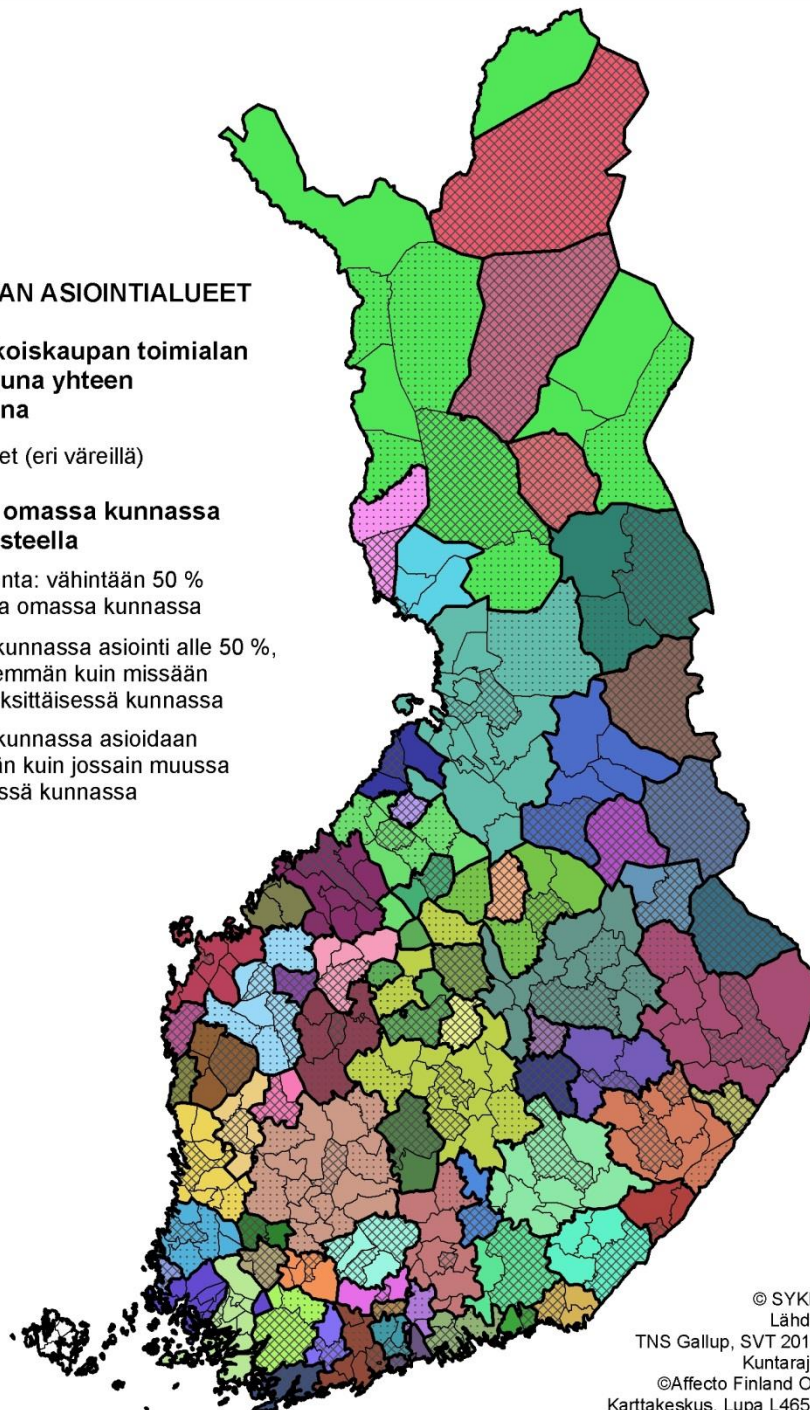 AN ASIOINTIALUEET
koiskaupan toimialan
una yhteen
na
et (eri väreillä)
omassa kunnassa
steella
nta: vähintään 50 %
a omassa kunnassa
kunnassa asiointi alle 50 %,
emmän kuin missään
ksittäisessä kunnassa
kunnassa asioidaan
än kuin jossain muussa
ssä kunnassa
© SYK
Lähd
TNS Gallup, SVT 201
Kuntaraj
©Affecto Finland O
Karttakeskus, Lupa L465